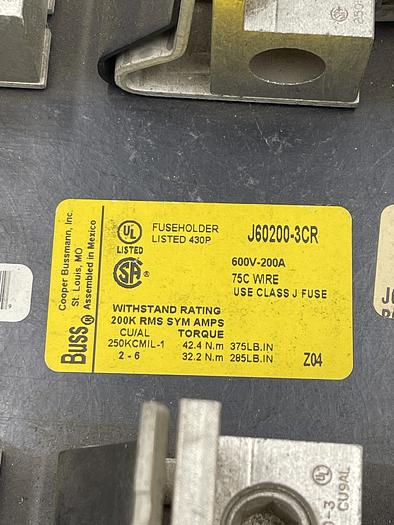 250
Cooper Bussmann, Inc.
St. Louis, MO
Assembled in Mexico
Buss®
UL
LISTED
FUSEHOLDER
LISTED 430P
J60200-3CR
SA
600V-200A
75C WIRE
USE CLASS J FUSE
WITHSTAND RATING
200K RMS SYM AMPS
CU/AL TORQUE
250KCMIL-1 42.4 N.m 375LB.IN
2 - 6 32.2 N.m 285LB.IN
Z04
UL
CU9AL